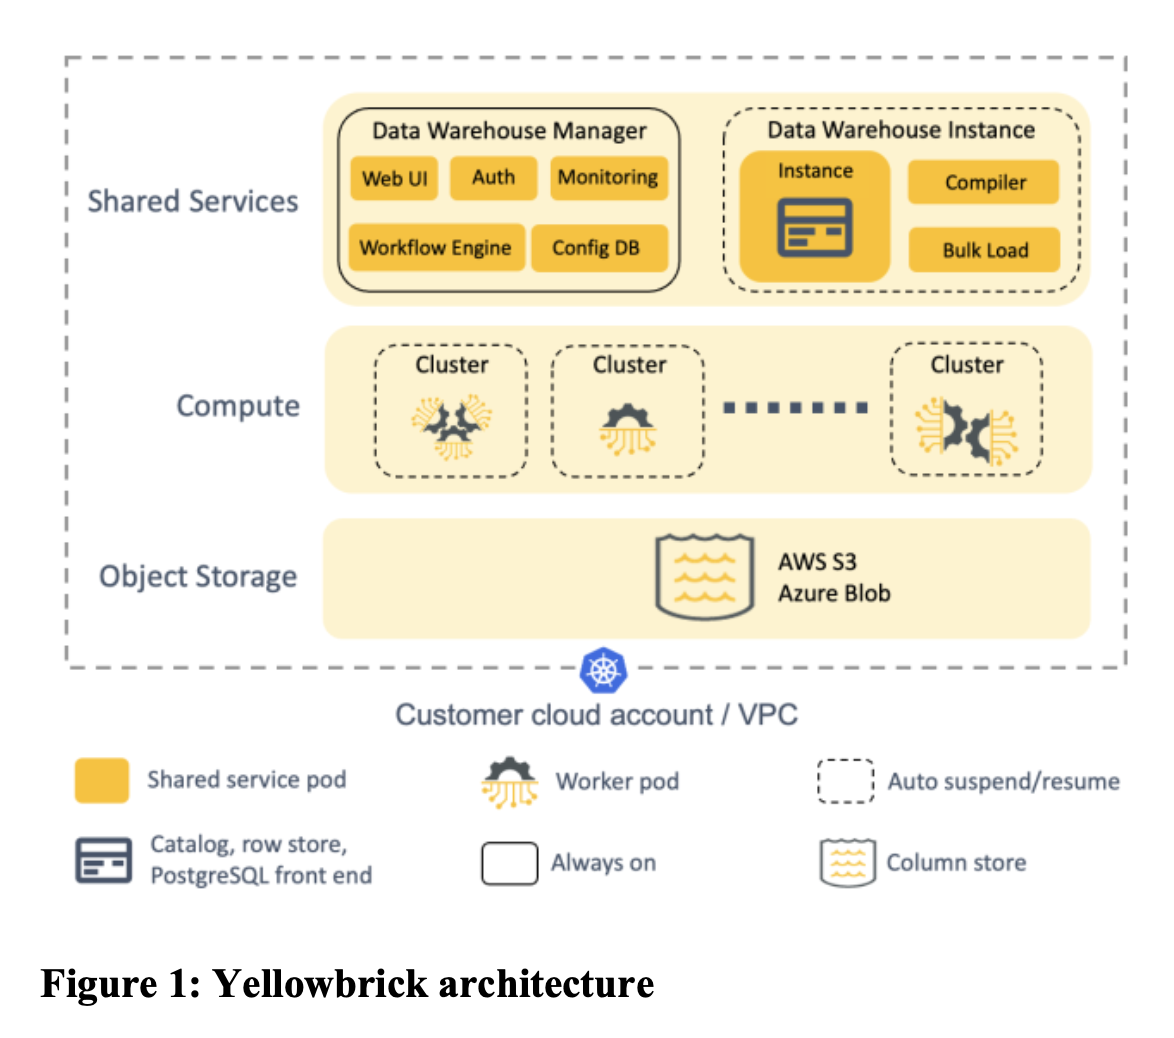 Shared Services
Data Warehouse Manager
Web UI
Auth
Monitoring
Workflow Engine
Config DB
Data Warehouse Instance
Instance
Compiler
Bulk Load
Compute
Cluster
Cluster
Cluster
Object Storage
AWS S3
Azure Blob
Customer cloud account / VPC
Shared service pod
Worker pod
Auto suspend/resume
Catalog, row store,
PostgreSQL front end
Always on
Column store
Figure 1: Yellowbrick architecture